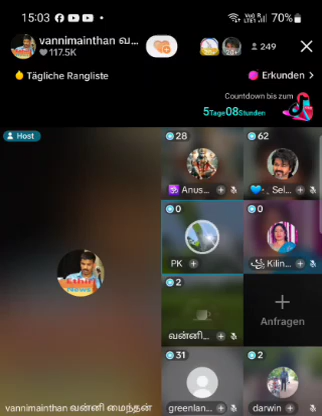 15:03
70%
vannimainthan வ...
117.5K
249
Tägliche Rangliste
Erkunden >
Countdown bis zum
5Tage08Stunden
Host
28
62
Anus...
Sel...
0
0
PK
Kilin...
2
வன்னி...
Anfragen
31
2
vannimainthan வன்னி மைந்தன்
greenlan...
darwin